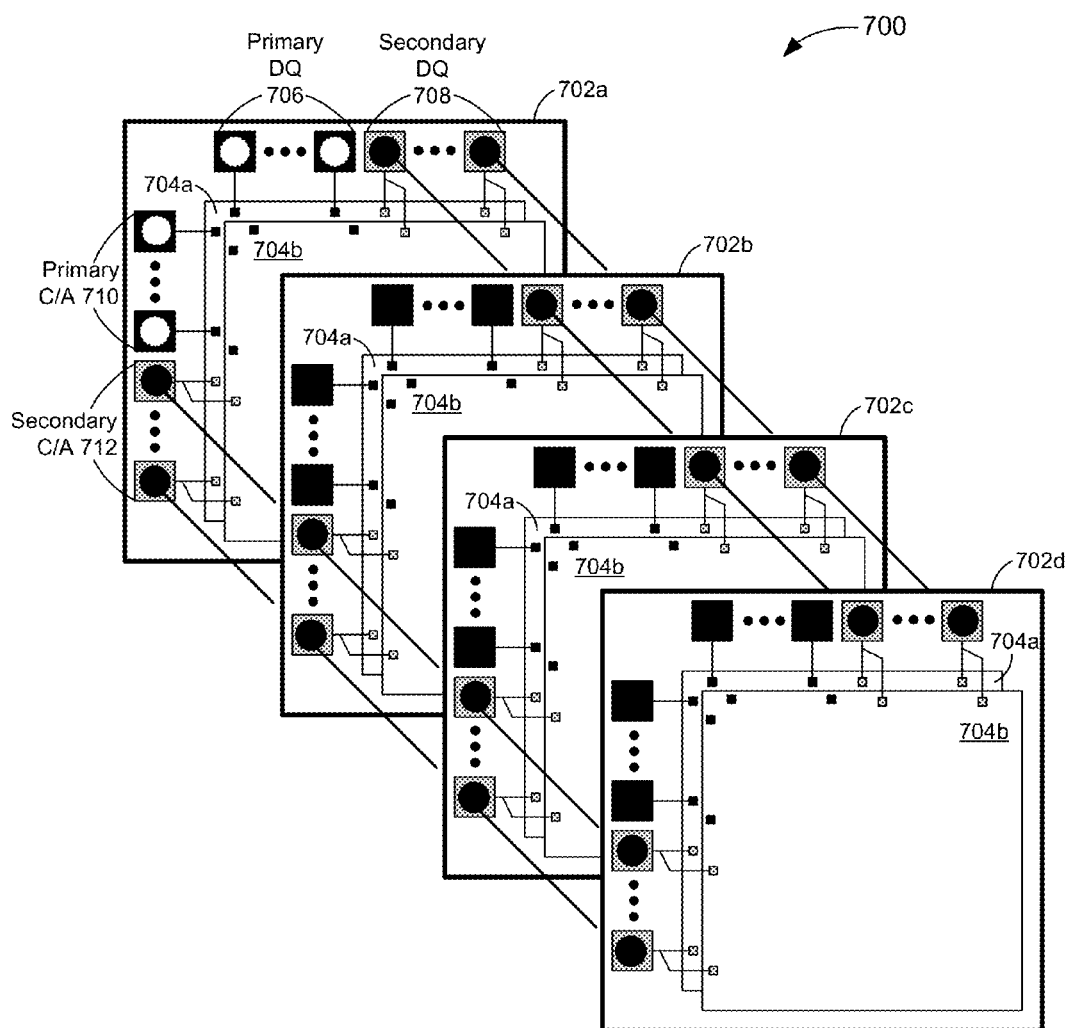 700
Primary
DQ
706
Secondary
DQ
708
702a
704a
704b
Primary
C/A 710
Secondary
C/A 712
702b
704a
704b
702c
704a
704b
702d
704a
704b